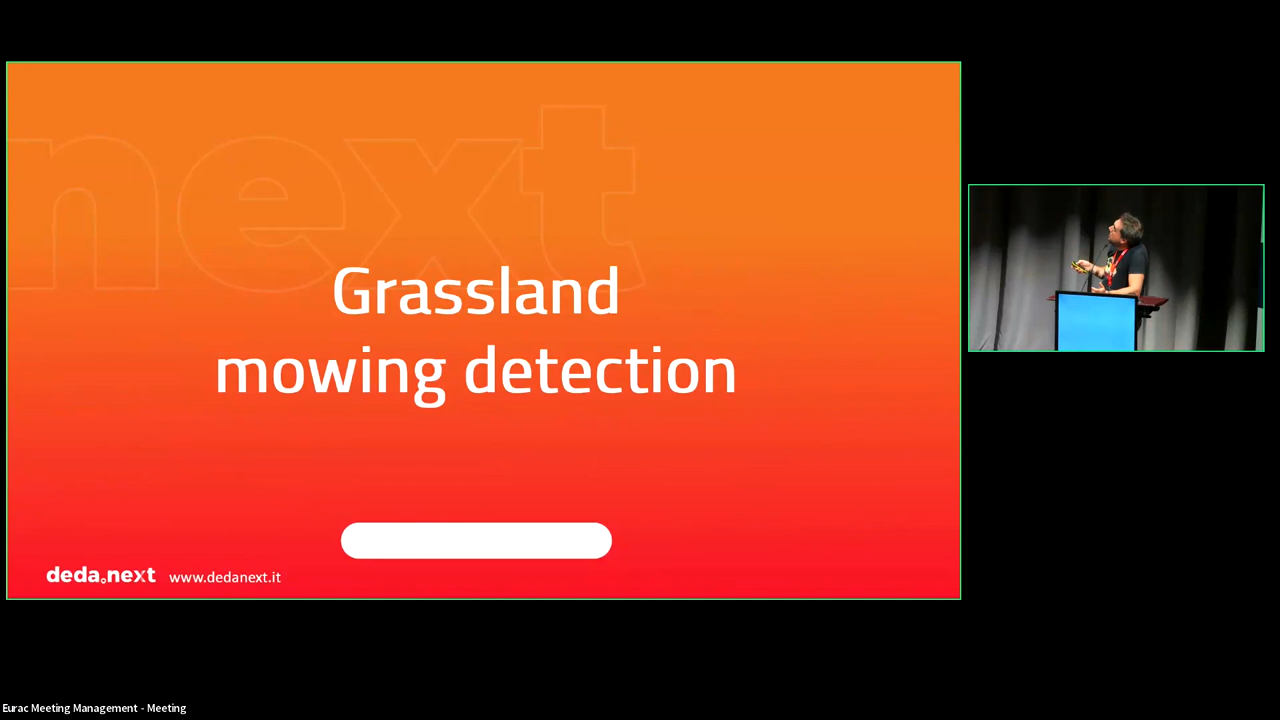 next
Grassland
mowing detection
deda.next www.dedanext.it
Eurac Meeting Management - Meeting